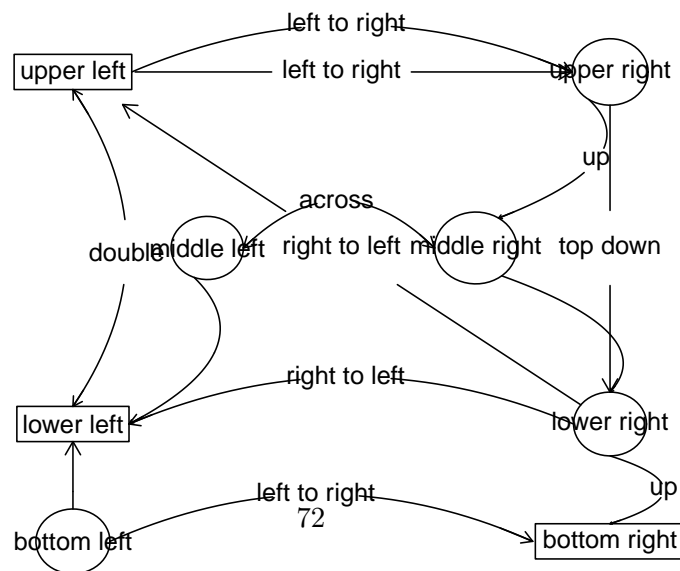 left to right
upper left
left to right
upper right
up
across
double
middle left
right to left
middle right
top down
right to left
lower left
lower right
left to right
up
72
bottom left
bottom right